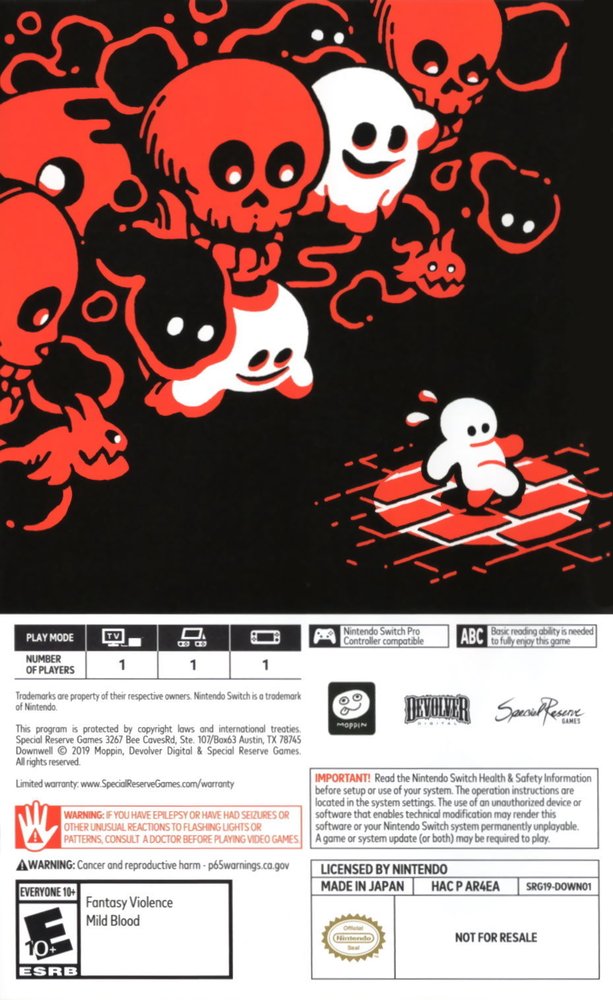 PLAY MODE
TV
NUMBER
OF PLAYERS
1
1
1
Nintendo Switch Pro
Controller compatible
ABC
Basic reading ability is needed
to fully enjoy this game
Trademarks are property of their respective owners. Nintendo Switch is a trademark
of Nintendo.
This program is protected by copyright laws and international treaties.
Special Reserve Games 3267 Bee CavesRd, Ste. 107/Box63 Austin, TX 78745
Downwell © 2019 Moppin, Devolver Digital & Special Reserve Games.
All rights reserved.
Limited warranty: www.SpecialReserveGames.com/warranty
MOPPIN
DEVOLVER
DIGITAL
Special Reserve
GAMES
WARNING: IF YOU HAVE EPILEPSY OR HAVE HAD SEIZURES OR
OTHER UNUSUAL REACTIONS TO FLASHING LIGHTS OR
PATTERNS, CONSULT A DOCTOR BEFORE PLAYING VIDEO GAMES
IMPORTANT! Read the Nintendo Switch Health & Safety Information
before setup or use of your system. The operation instructions are
located in the system settings. The use of an unauthorized device or
software that enables technical modification may render this
software or your Nintendo Switch system permanently unplayable.
A game or system update (or both) may be required to play.
WARNING: Cancer and reproductive harm - p65warnings.ca.gov
EVERYONE 10+
E
10+
ESRB
Fantasy Violence
Mild Blood
LICENSED BY NINTENDO
MADE IN JAPAN
HAC P AR4EA
SRG19-DOWN01
Official
Nintendo
Seal
NOT FOR RESALE